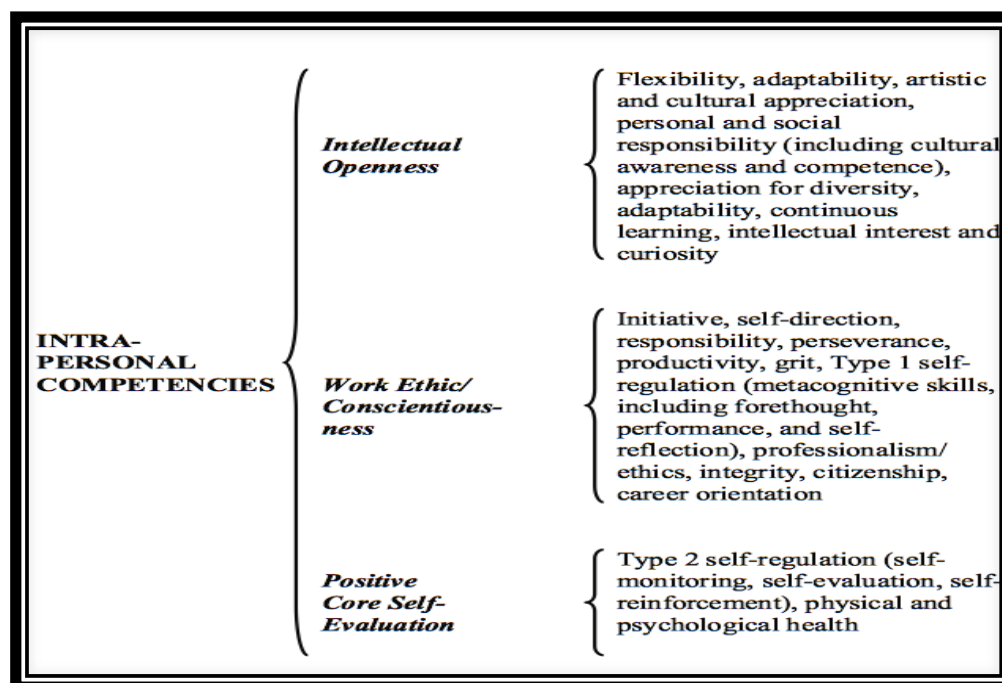 INTRA-
PERSONAL
COMPETENCIES
Intellectual
Openness
Flexibility, adaptability, artistic
and cultural appreciation,
personal and social
responsibility (including cultural
awareness and competence),
appreciation for diversity,
adaptability, continuous
learning, intellectual interest and
curiosity
Work Ethic/
Conscientious-
ness
Initiative, self-direction,
responsibility, perseverance,
productivity, grit, Type 1 self-
regulation (metacognitive skills,
including forethought,
performance, and self-
reflection), professionalism/
ethics, integrity, citizenship,
career orientation
Positive
Core Self-
Evaluation
Type 2 self-regulation (self-
monitoring, self-evaluation, self-
reinforcement), physical and
psychological health